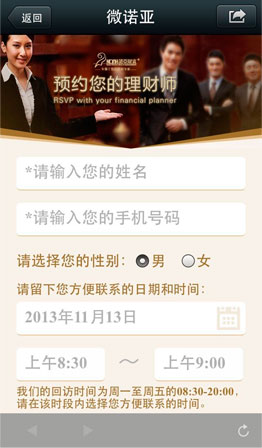 返回
微诺亚
预约您的理财师
RSVP with your financial planner
*请输入您的姓名
*请输入您的手机号码
请选择您的性别: 男 女
请留下您方便联系的日期和时间:
2013年11月13日
上午8:30 ～ 上午9:00
我们的回访时间为周一至周五的08:30-20:00，
请在该时段内选择您方便联系的时间。